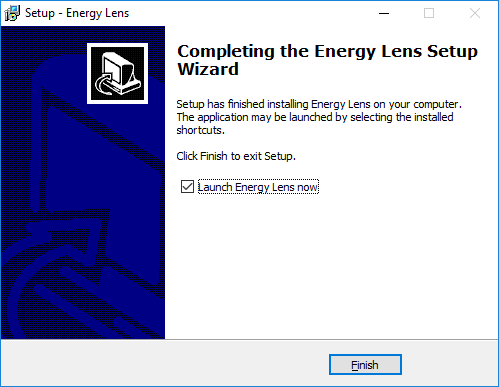 Setup - Energy Lens
Completing the Energy Lens Setup
Wizard
Setup has finished installing Energy Lens on your computer.
The application may be launched by selecting the installed
shortcuts.
Click Finish to exit Setup.
Launch Energy Lens now
Finish